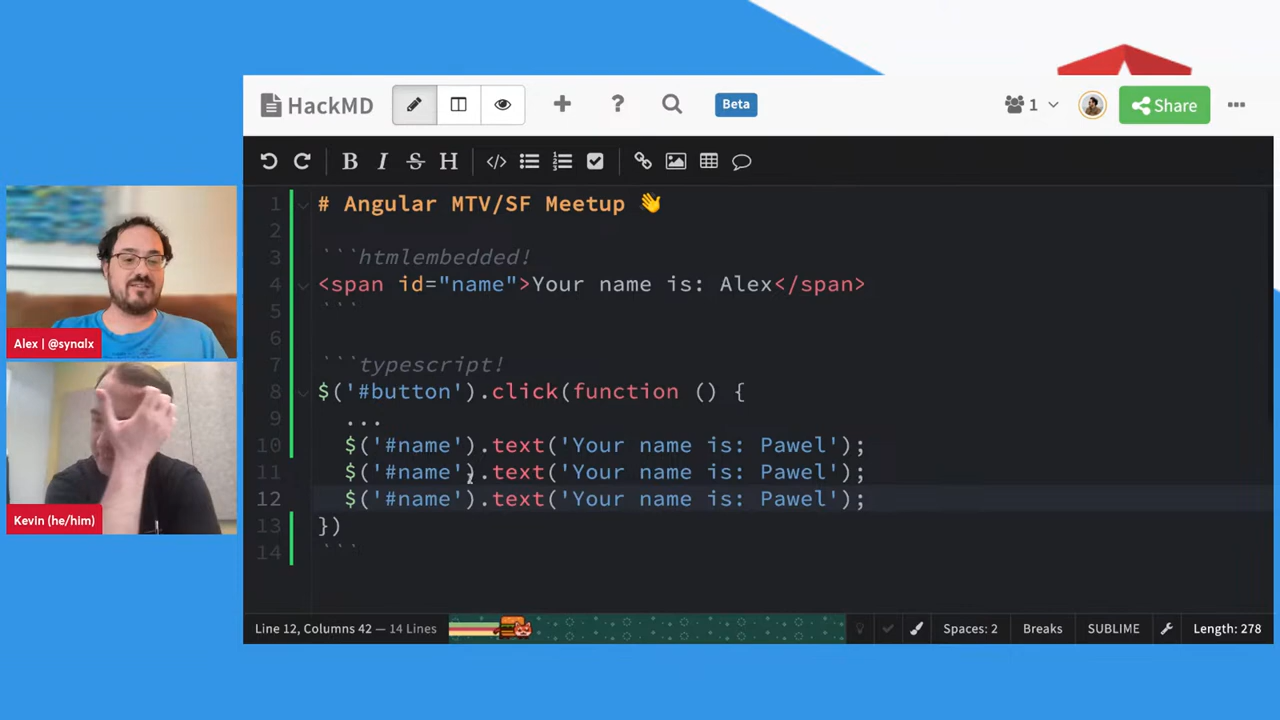 HackMD
Beta
1
Share
1 # Angular MTV/SF Meetup 👋
2
3 ```htmlembedded!
4 <span id="name">Your name is: Alex</span>
5 ```
6
7 ```typescript!
8 $('#button').click(function () {
9 ...
10 $('#name').text('Your name is: Pawel');
11 $('#name').text('Your name is: Pawel');
12 $('#name').text('Your name is: Pawel');
13 })
14 ```
Alex | @synalx
Kevin (he/him)
Line 12, Columns 42 — 14 Lines
Spaces: 2
Breaks
SUBLIME
Length: 278